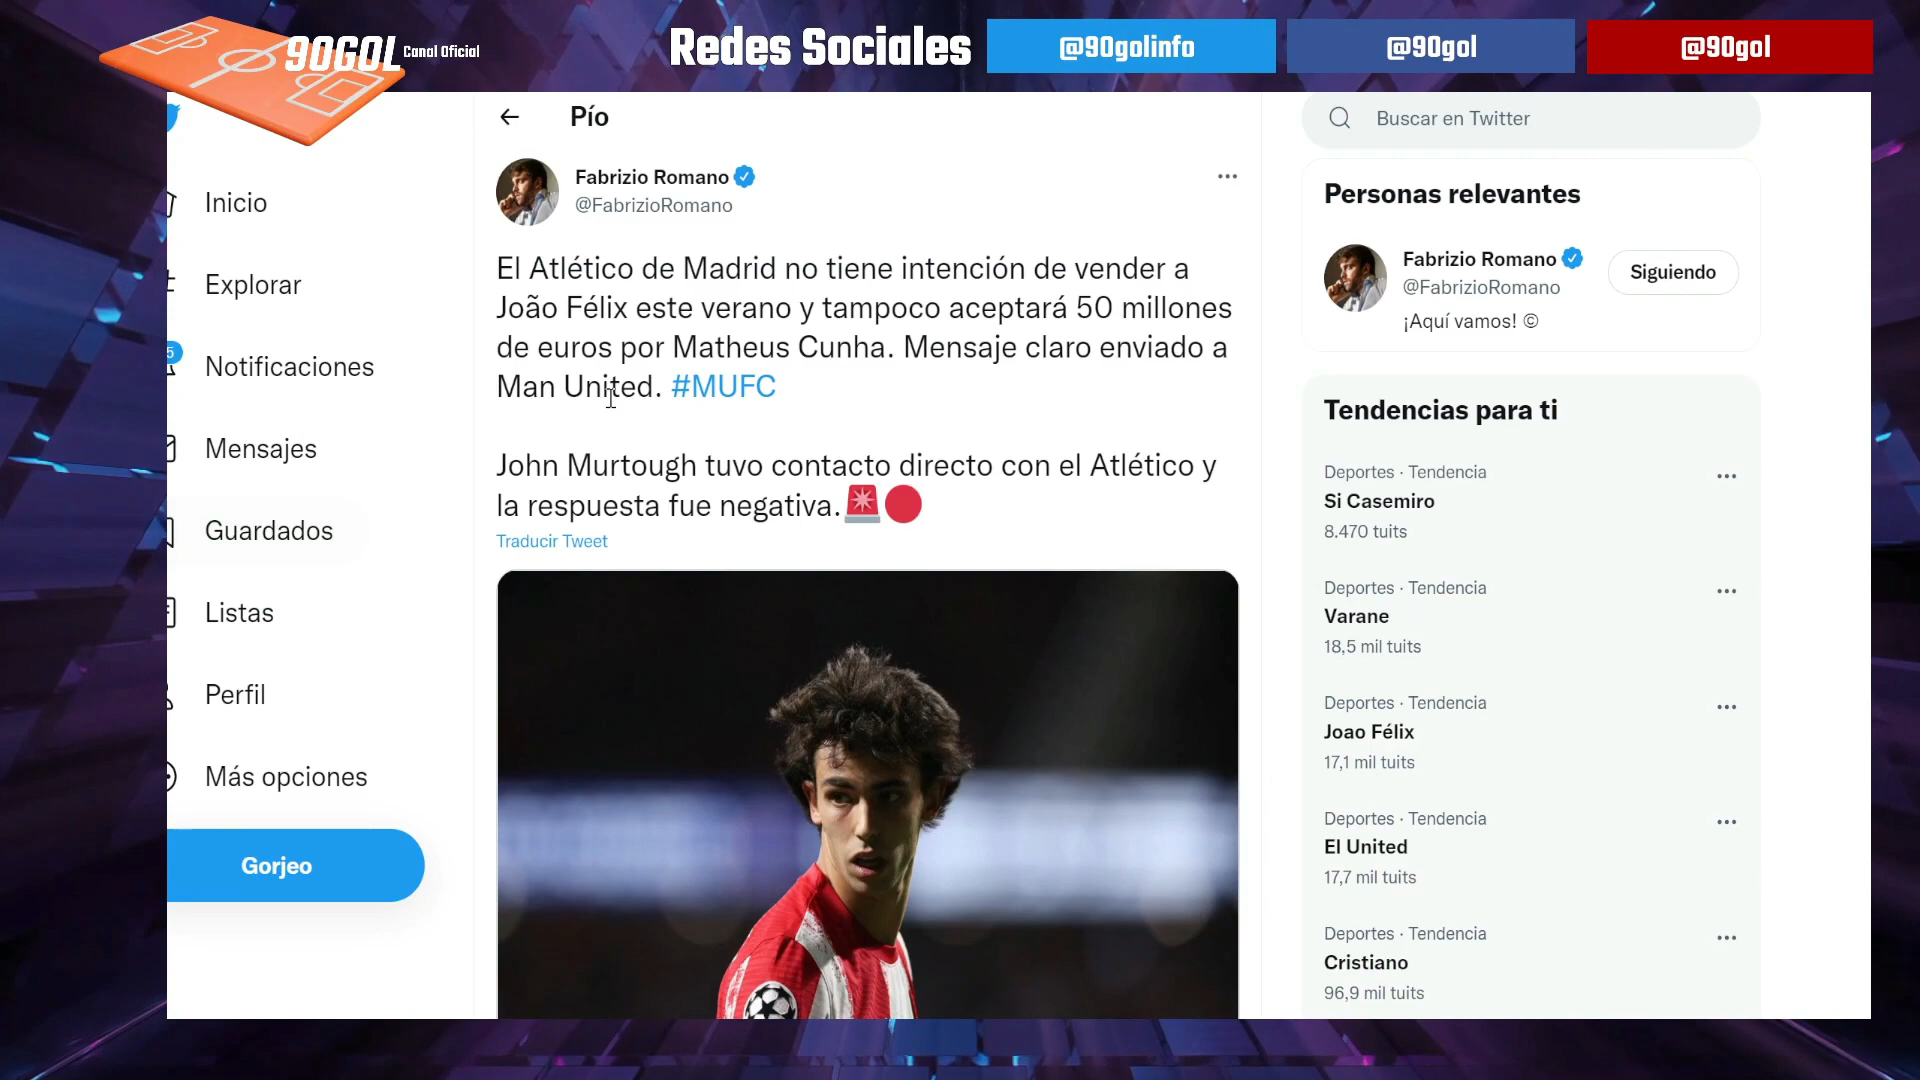 90GOL Canal Oficial
Redes Sociales
@90golinfo
@90gol
@90gol
Pío
Buscar en Twitter
Fabrizio Romano
@FabrizioRomano
El Atlético de Madrid no tiene intención de vender a
João Félix este verano y tampoco aceptará 50 millones
de euros por Matheus Cunha. Mensaje claro enviado a
Man United. #MUFC
John Murtough tuvo contacto directo con el Atlético y
la respuesta fue negativa.🚨🔴
Traducir Tweet
Inicio
Explorar
5
Notificaciones
Mensajes
Guardados
Listas
Perfil
Más opciones
Gorjeo
Personas relevantes
Fabrizio Romano
@FabrizioRomano
Siguiendo
¡Aquí vamos! ©
Tendencias para ti
Deportes · Tendencia
Si Casemiro
8.470 tuits
Deportes · Tendencia
Varane
18,5 mil tuits
Deportes · Tendencia
Joao Félix
17,1 mil tuits
Deportes · Tendencia
El United
17,7 mil tuits
Deportes · Tendencia
Cristiano
96,9 mil tuits